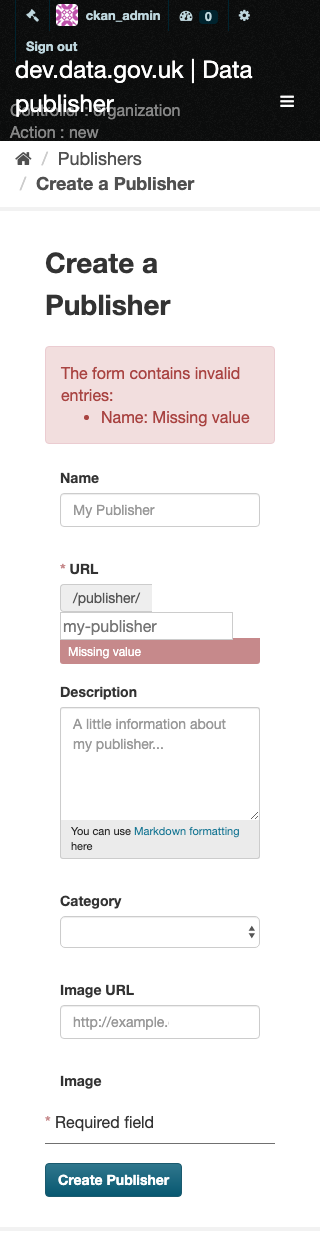 ckan_admin 0
Sign out
dev.data.gov.uk | Data
publisher
Controller : organization
Action : new
/ Publishers
/ Create a Publisher
Create a
Publisher
The form contains invalid
entries:
• Name: Missing value
Name
My Publisher
* URL
/publisher/
my-publisher
Missing value
Description
A little information about
my publisher...
You can use Markdown formatting
here
Category
Image URL
http://example.
Image
* Required field
Create Publisher